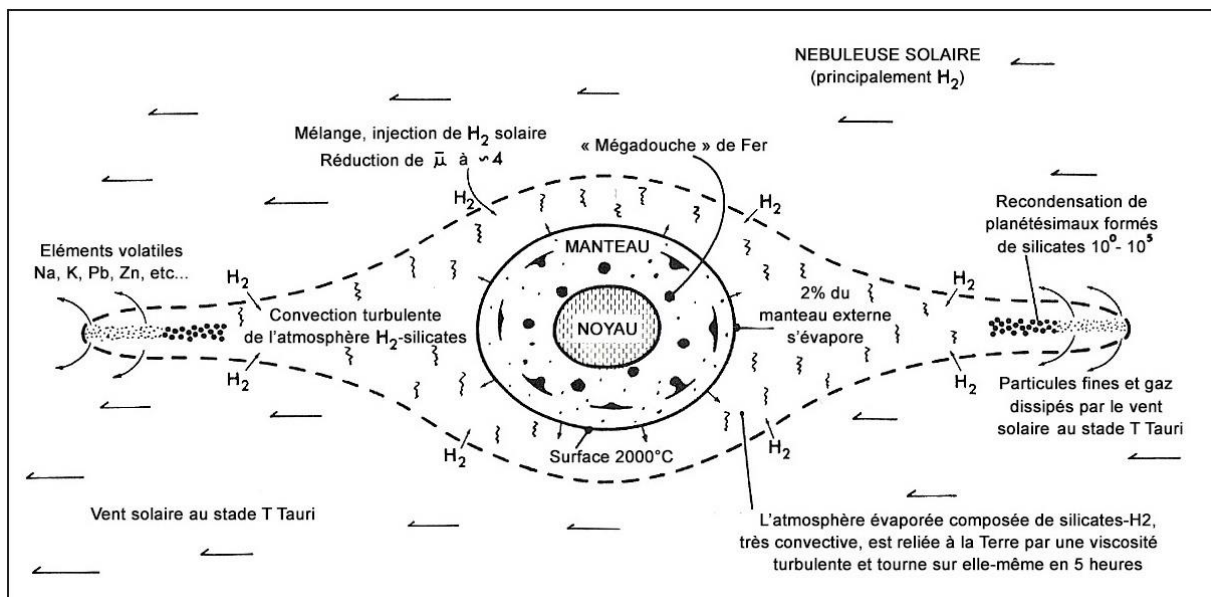 NEBULEUSE SOLAIRE
(principalement H₂)
Mélange, injection de H₂ solaire
Réduction de μ̄ à ~4
« Mégadouche » de Fer
H₂
H₂
Recondensation de
planétésimaux formés
de silicates 10⁰- 10⁵
Eléments volatiles
Na, K, Pb, Zn, etc...
H₂
H₂
MANTEAU
Convection turbulente
de l'atmosphère H₂-silicates
NOYAU
2% du
manteau externe
s'évapore
H₂
H₂
Particules fines et gaz
dissipés par le vent
solaire au stade T Tauri
H₂
H₂
Surface 2000°C
Vent solaire au stade T Tauri
L'atmosphère évaporée composée de silicates-H2,
très convective, est reliée à la Terre par une viscosité
turbulente et tourne sur elle-même en 5 heures